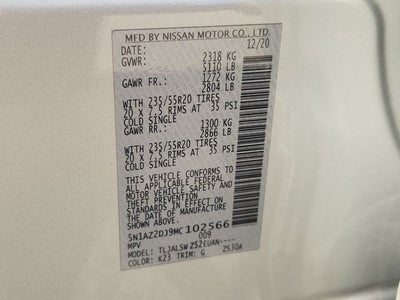 MFD BY NISSAN MOTOR CO., LTD.
DATE: 12/20
GVWR: 2318 KG
5110 LB
GAWR FR.: 1272 KG
2804 LB
WITH 235/55R20 TIRES
20 X 7.5 RIMS AT 35 PSI
COLD SINGLE
GAWR RR.: 1300 KG
2866 LB
WITH 235/55R20 TIRES
20 X 7.5 RIMS AT 35 PSI
COLD SINGLE
THIS VEHICLE CONFORMS TO
ALL APPLICABLE U.S. FEDERAL
MOTOR VEHICLE SAFETY AND
THEFT PREVENTION
STANDARDS IN EFFECT ON
THE DATE OF MANUFACTURE
SHOWN ABOVE.
5N1AZ2DJ9MC102566
MPV 009
TLJALSWZS2EUAN----
COLOR: K23 TRIM: G ZS30A